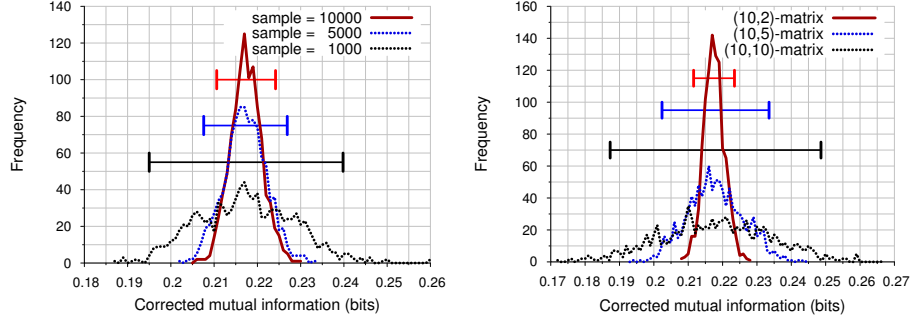 sample = 10000
sample = 5000
sample = 1000
Frequency
140
120
100
80
60
40
20
0
0.18 0.19 0.2 0.21 0.22 0.23 0.24 0.25 0.26
Corrected mutual information (bits)
(10,2)-matrix
(10,5)-matrix
(10,10)-matrix
Frequency
160
140
120
100
80
60
40
20
0
0.17 0.18 0.19 0.2 0.21 0.22 0.23 0.24 0.25 0.26 0.27
Corrected mutual information (bits)